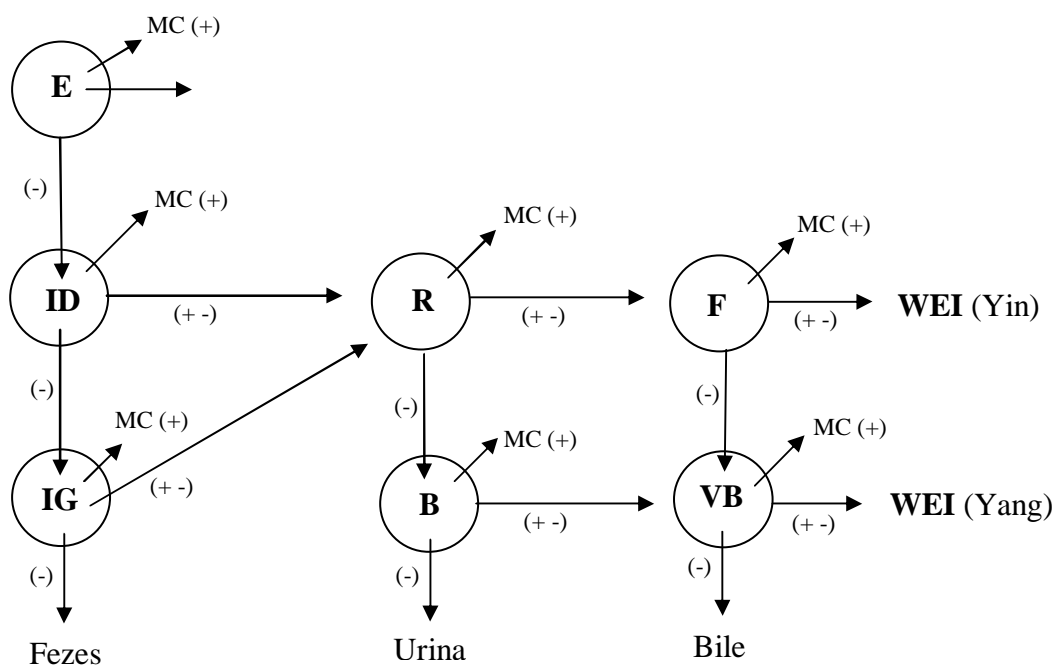 MC (+)
E
(-)
MC (+)
MC (+)
MC (+)
ID
R
F
(+ -)
(+ -)
(+ -)
WEI (Yin)
(-)
(-)
(-)
MC (+)
MC (+)
MC (+)
IG
(+ -)
B
(+ -)
VB
(+ -)
WEI (Yang)
(-)
(-)
(-)
Fezes
Urina
Bile